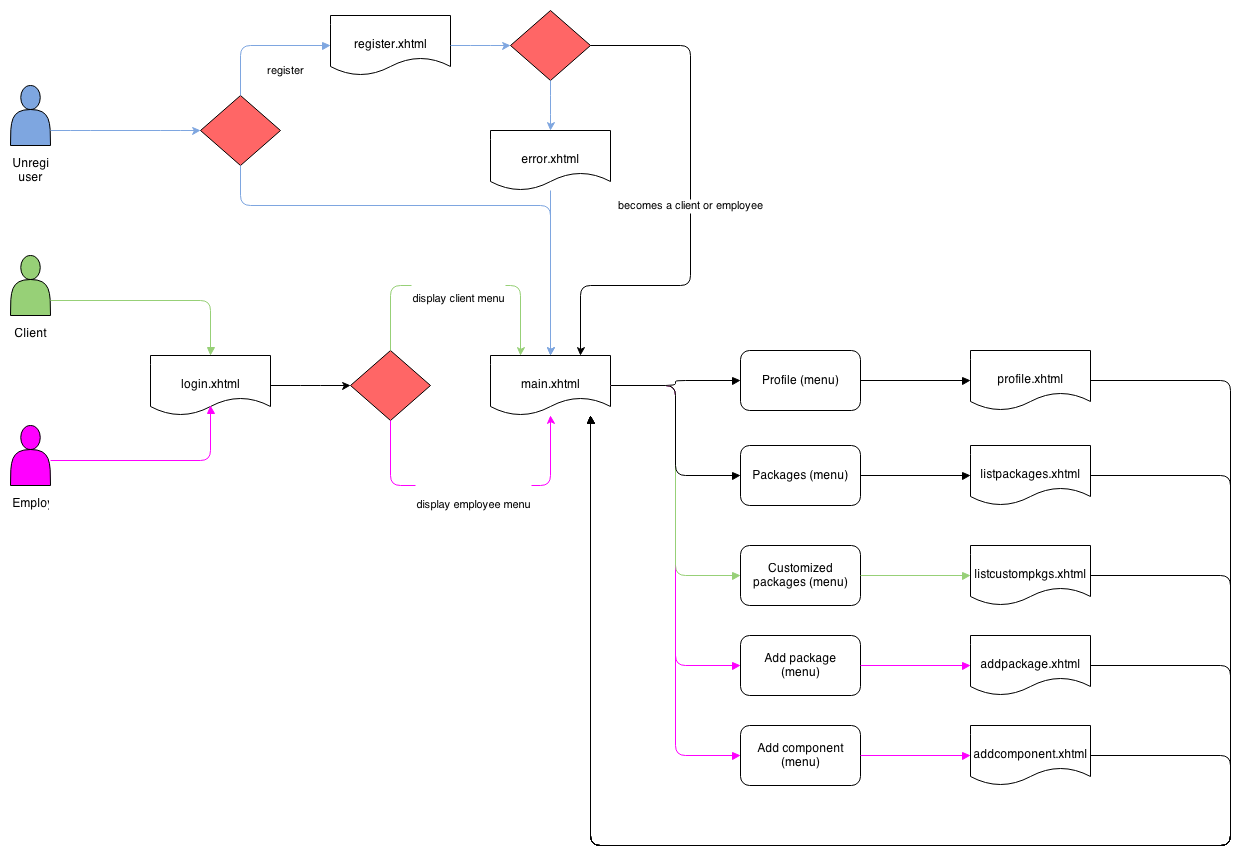 register.xhtml
register
Unregi
user
error.xhtml
becomes a client or employee
Client
display client menu
login.xhtml
main.xhtml
Profile (menu)
profile.xhtml
Employ
display employee menu
Packages (menu)
listpackages.xhtml
Customized
packages (menu)
listcustompkgs.xhtml
Add package
(menu)
addpackage.xhtml
Add component
(menu)
addcomponent.xhtml